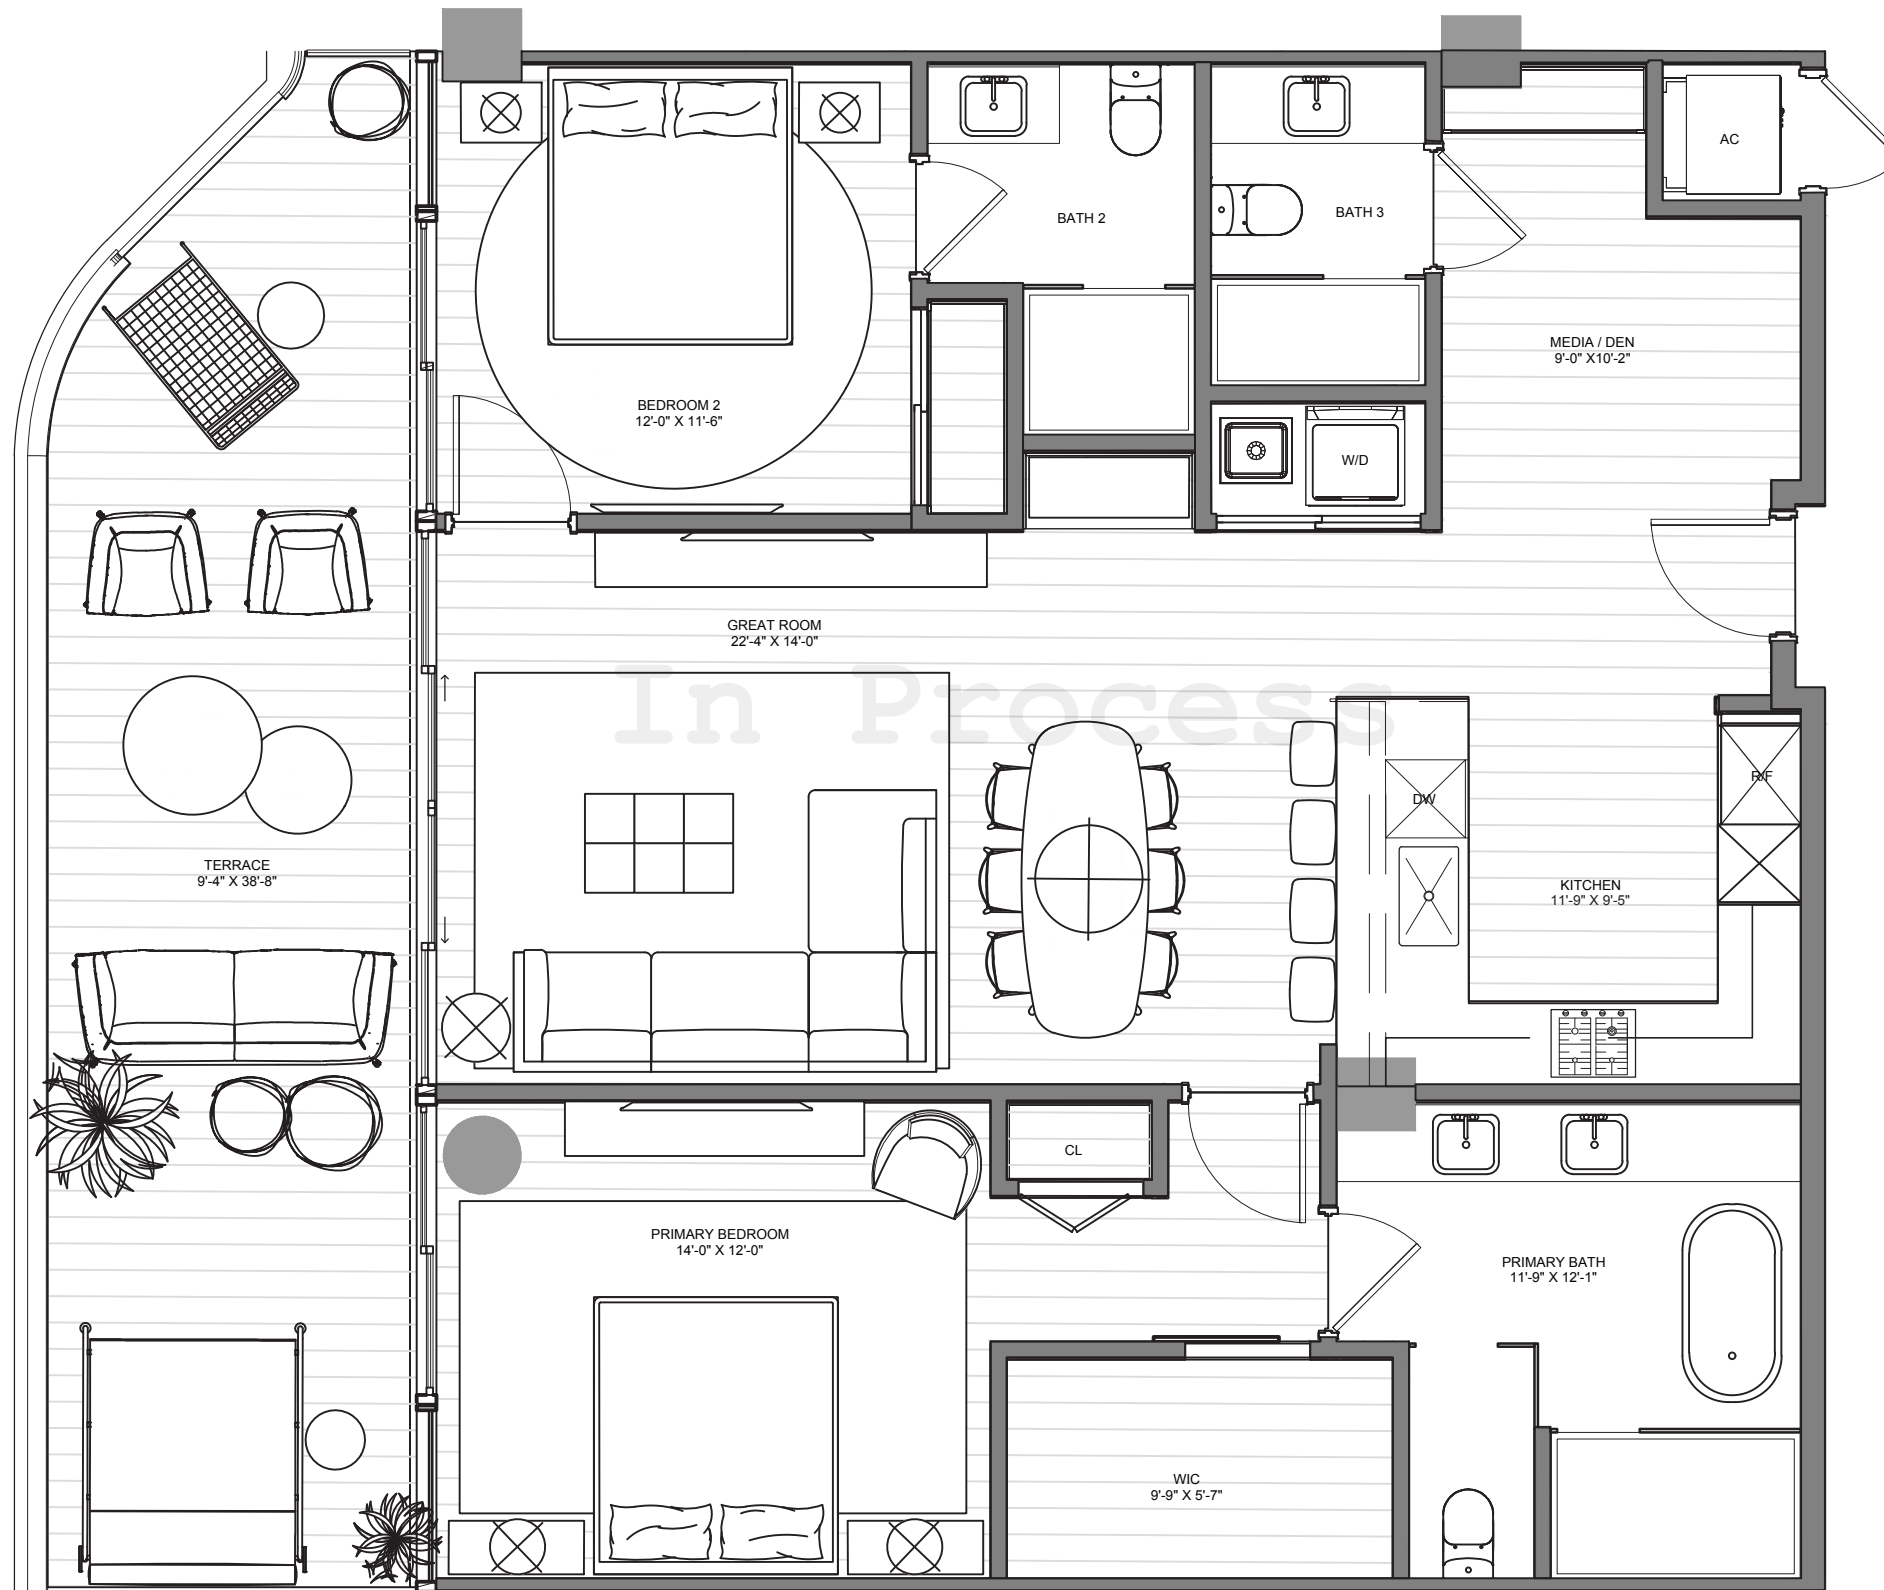 AC
BATH 2
BATH 3
MEDIA / DEN
9'-0" X10'-2"
BEDROOM 2
12'-0" X 11'-6"
W/D
GREAT ROOM
22'-4" X 14'-0"
In Process
R/F
DW
TERRACE
9'-4" X 38'-8"
KITCHEN
11'-9" X 9'-5"
CL
PRIMARY BEDROOM
14'-0" X 12'-0"
PRIMARY BATH
11'-9" X 12'-1"
WIC
9'-9" X 5'-7"